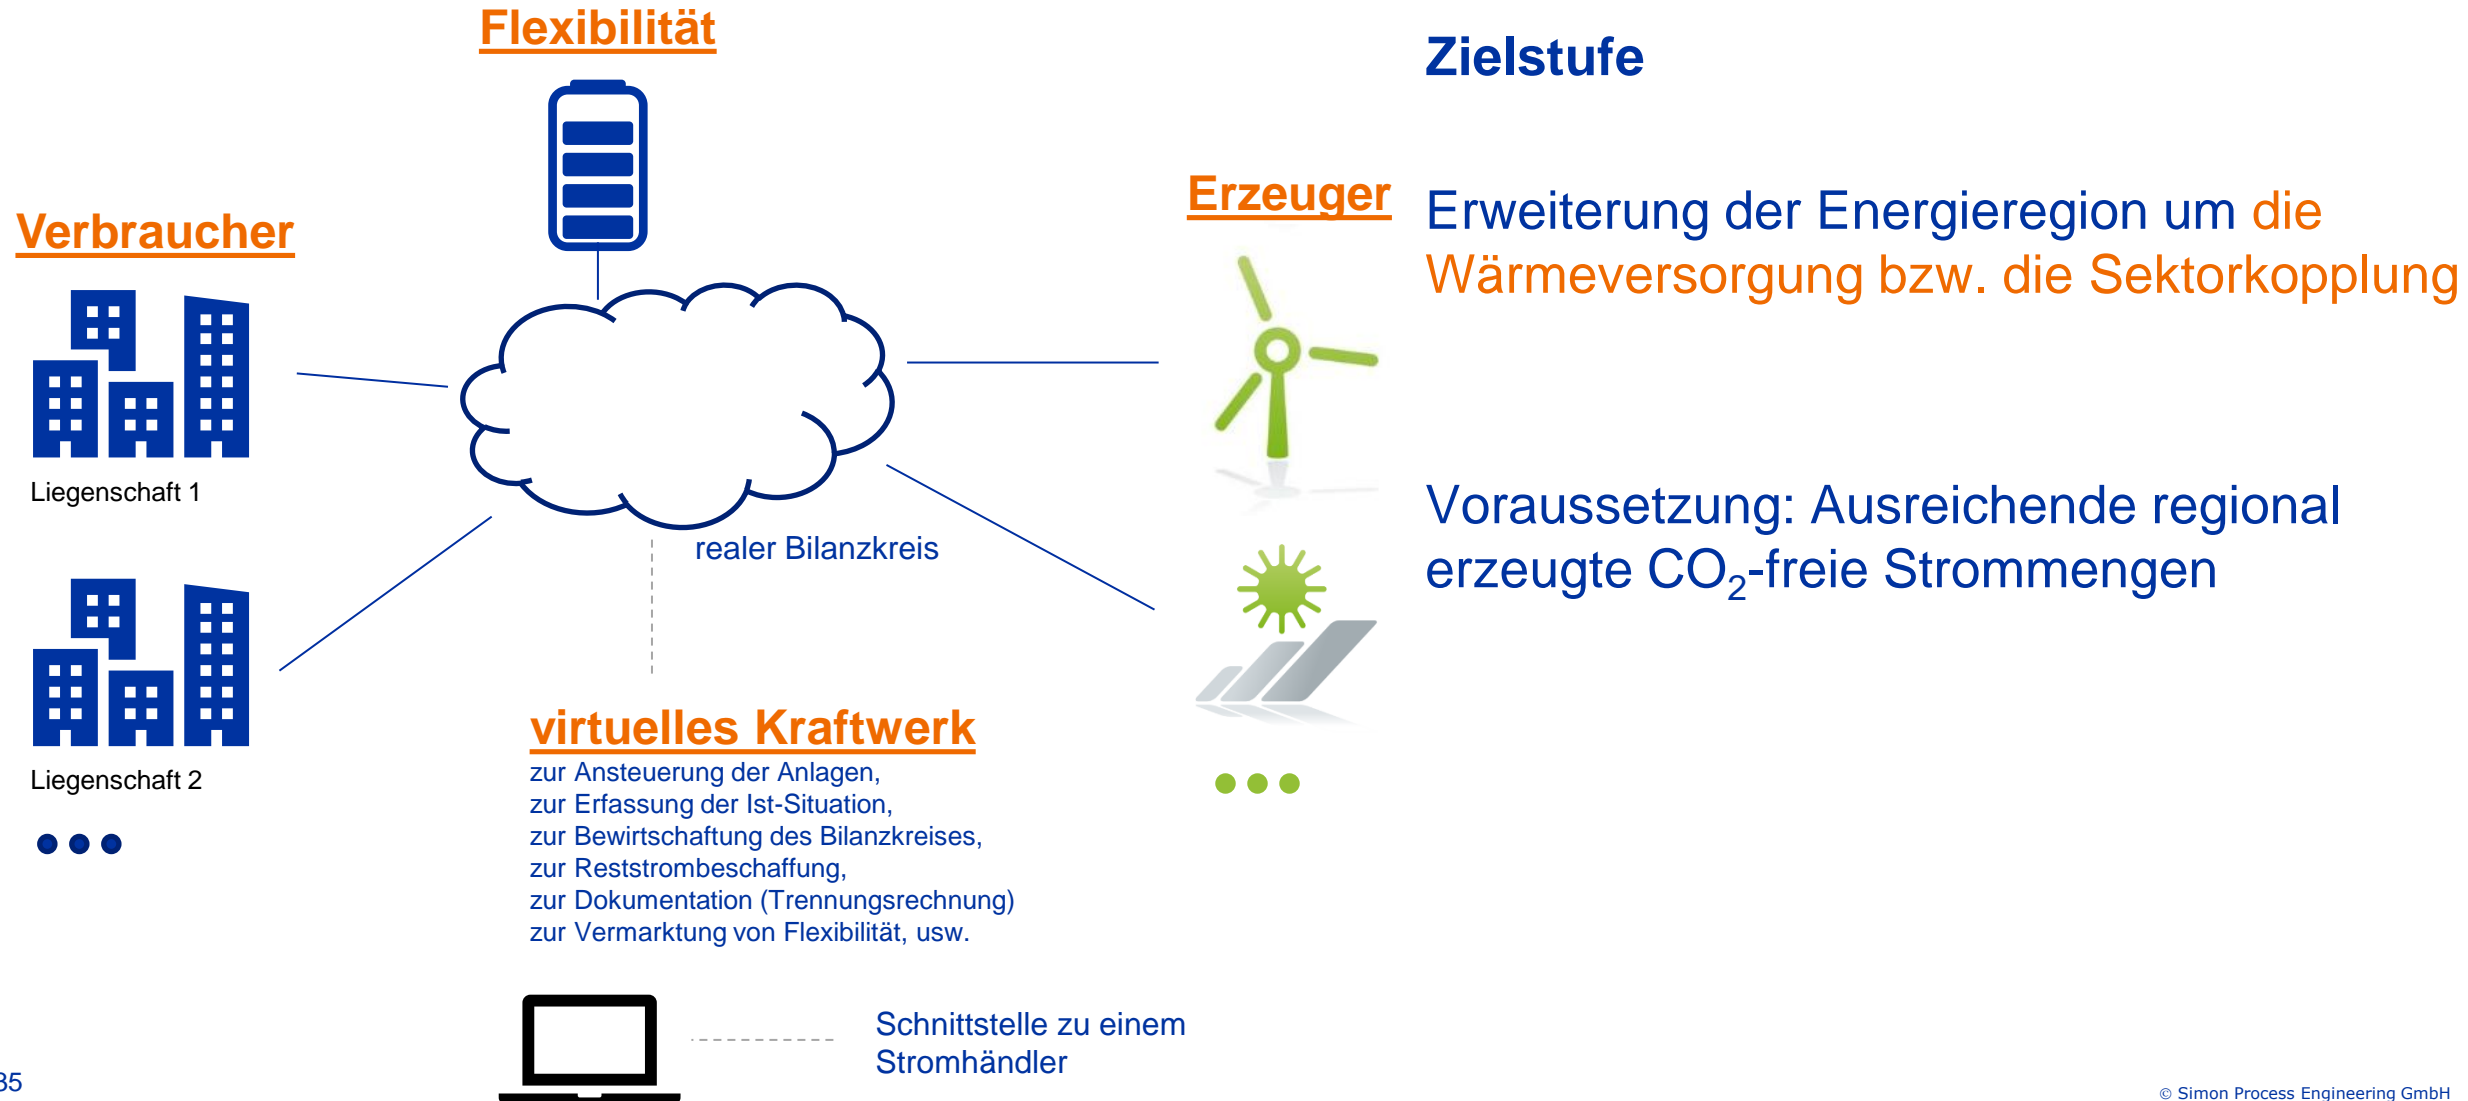 Flexibilität
Verbraucher
Liegenschaft 1
Liegenschaft 2
realer Bilanzkreis
Erzeuger
virtuelles Kraftwerk
zur Ansteuerung der Anlagen,
zur Erfassung der Ist-Situation,
zur Bewirtschaftung des Bilanzkreises,
zur Reststrombeschaffung,
zur Dokumentation (Trennungsrechnung)
zur Vermarktung von Flexibilität, usw.
Schnittstelle zu einem
Stromhändler
Zielstufe
Erweiterung der Energieregion um die
Wärmeversorgung bzw. die Sektorkopplung
Voraussetzung: Ausreichende regional
erzeugte CO₂-freie Strommengen
© Simon Process Engineering GmbH